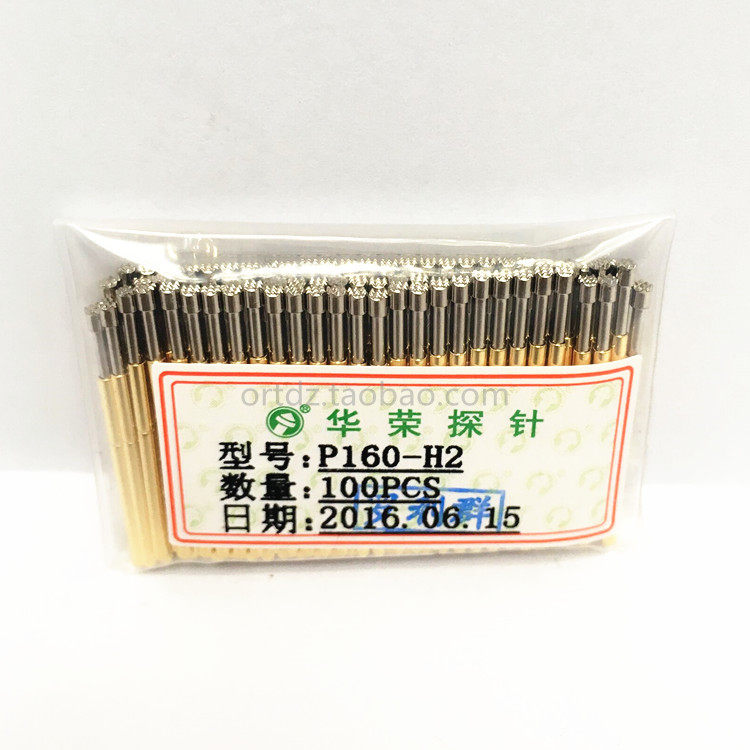 ortdz.taobao.com
® 华荣探针
型号:P160-H2
数量:100PCS
日期:2016.06.15